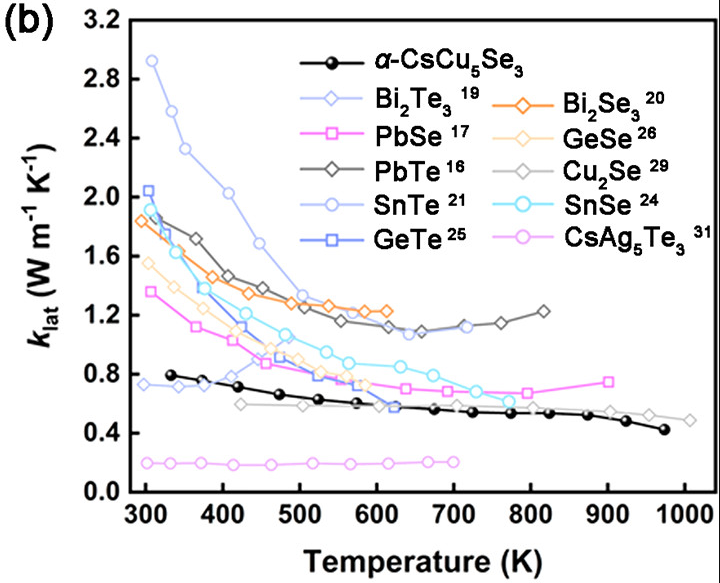 (b)
3.2
2.8
2.4
2.0
1.6
1.2
0.8
0.4
0.0
k_lat (W m⁻¹ K⁻¹)
α-CsCu₅Se₃
Bi₂Te₃ ¹⁹
PbSe ¹⁷
PbTe ¹⁶
SnTe ²¹
GeTe ²⁵
Bi₂Se₃ ²⁰
GeSe ²⁶
Cu₂Se ²⁹
SnSe ²⁴
CsAg₅Te₃ ³¹
300 400 500 600 700 800 900 1000
Temperature (K)